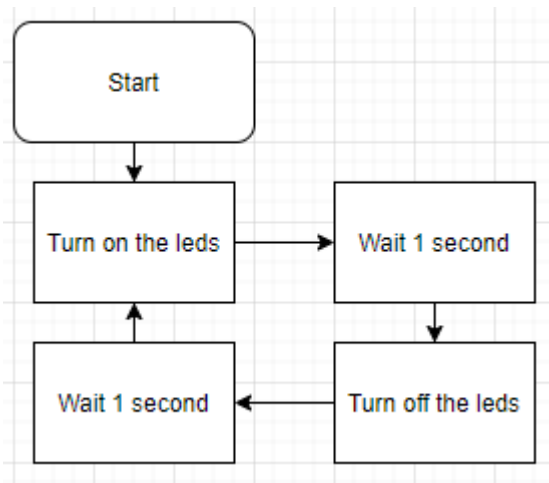 Start
Turn on the leds
Wait 1 second
Turn off the leds
Wait 1 second